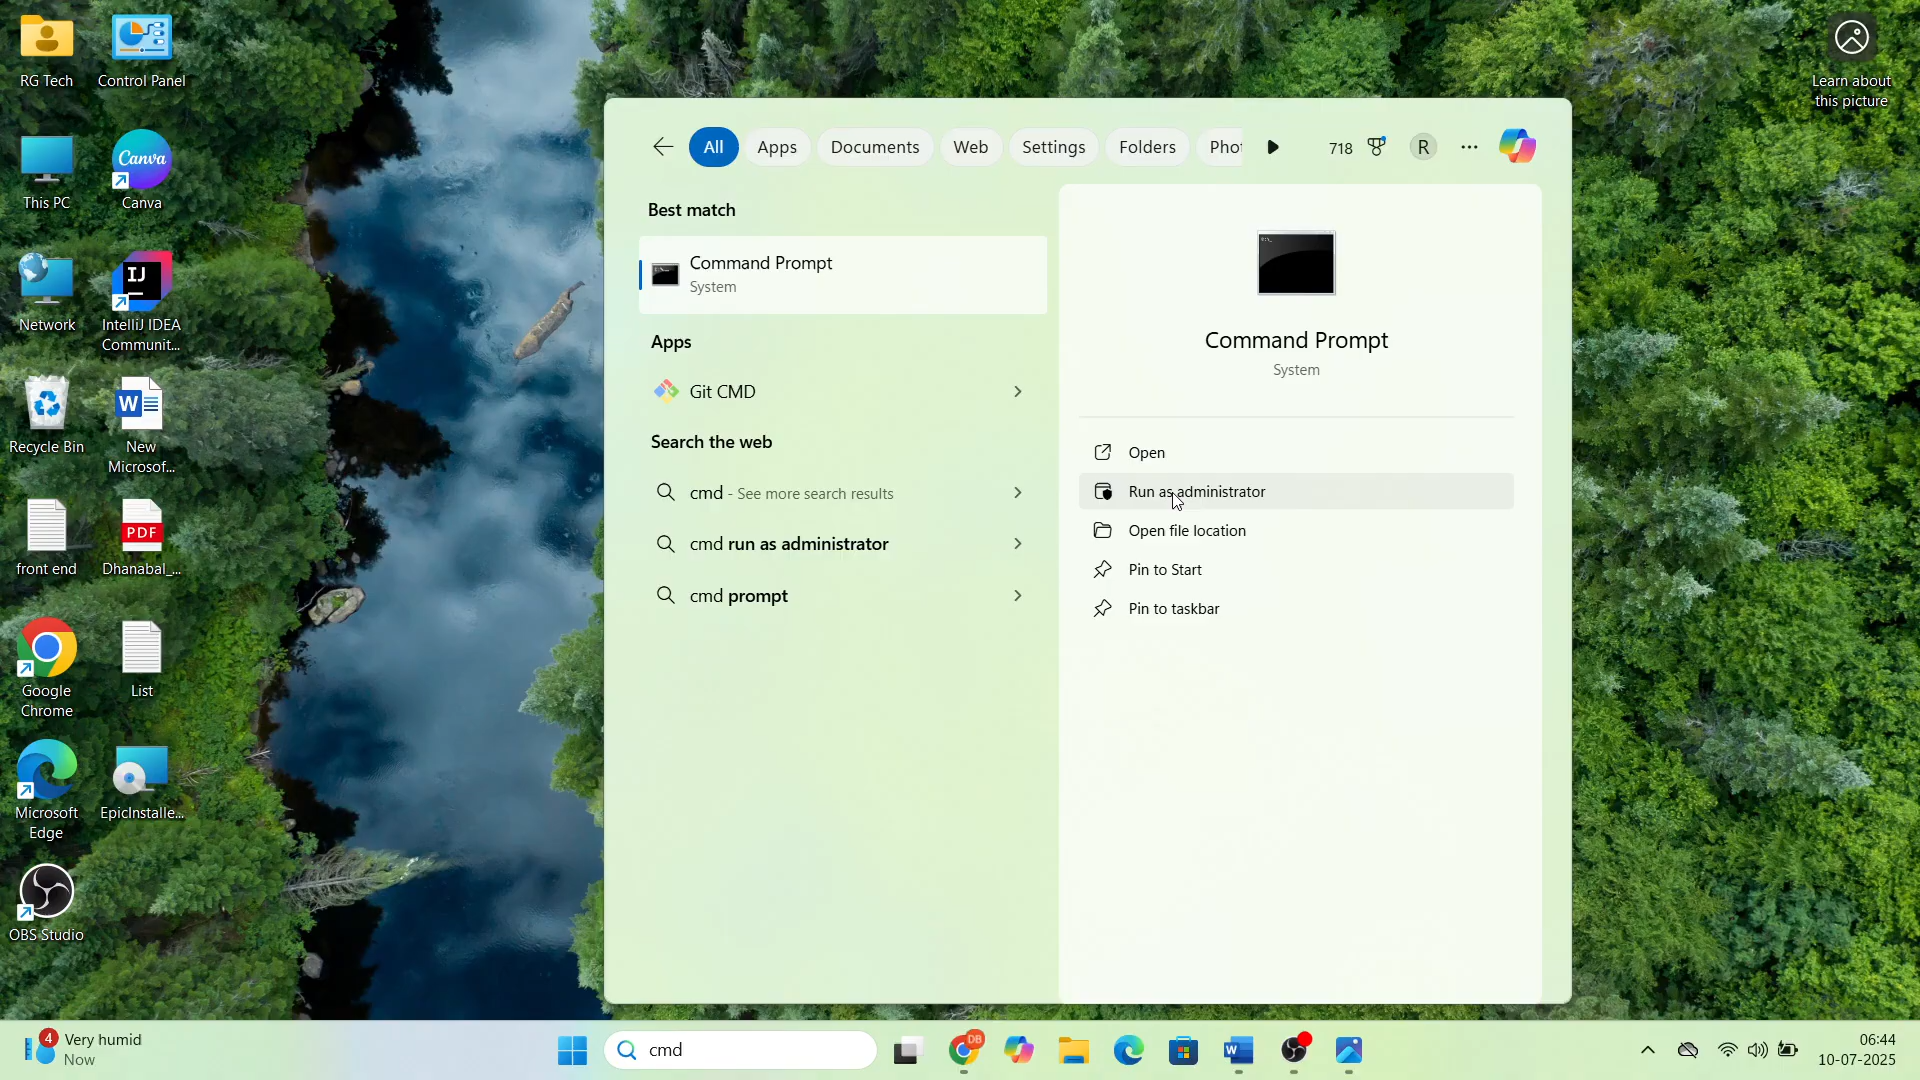 RG Tech
Control Panel
This PC
Canva
Canva
Network
IJ
IntelliJ IDEA
Communit...
Recycle Bin
W
New
Microsof...
front end
PDF
Dhanabal_...
Google
Chrome
List
Microsoft
Edge
EpicInstalle...
OBS Studio
Learn about
this picture
All
Apps
Documents
Web
Settings
Folders
Phot
718
R
Best match
Command Prompt
System
Apps
Git CMD
Search the web
cmd - See more search results
cmd run as administrator
cmd prompt
Command Prompt
System
Open
Run as administrator
Open file location
Pin to Start
Pin to taskbar
4
Very humid
Now
cmd
DB
W
06:44
10-07-2025